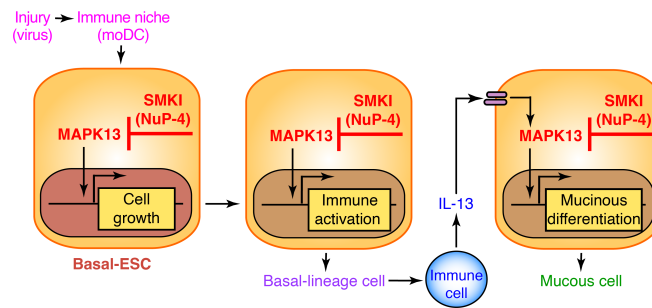 Injury
(virus)
Immune niche
(moDC)
SMKI
(NuP-4)
MAPK13
Cell
growth
Basal-ESC
SMKI
(NuP-4)
MAPK13
Immune
activation
Basal-lineage cell
Immune
cell
IL-13
SMKI
(NuP-4)
MAPK13
Mucinous
differentiation
Mucous cell